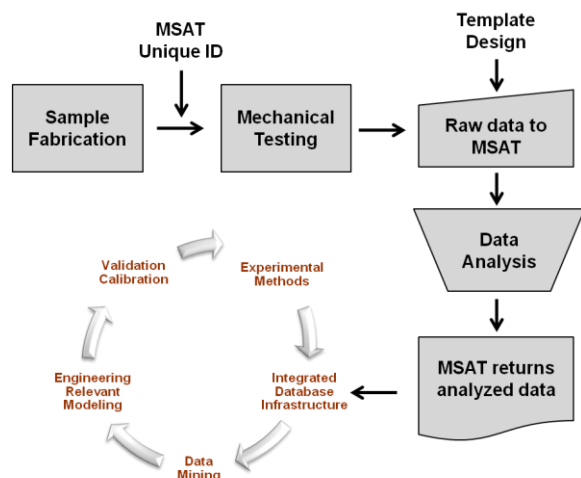 MSAT
Unique ID
Template
Design
Sample
Fabrication
Mechanical
Testing
Raw data to
MSAT
Data
Analysis
MSAT returns
analyzed data
Validation
Calibration
Experimental
Methods
Engineering
Relevant
Modeling
Integrated
Database
Infrastructure
Data
Mining